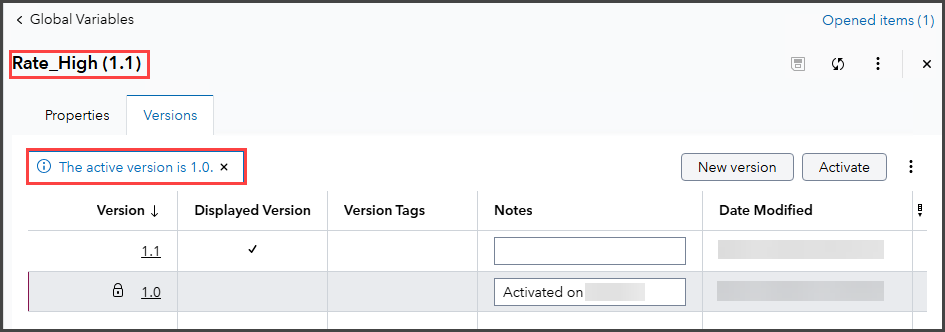 Global Variables
Opened items (1)
Rate_High (1.1)
Properties
Versions
The active version is 1.0.
New version
Activate
Version
Displayed Version
Version Tags
Notes
Date Modified
1.1
1.0
Activated on